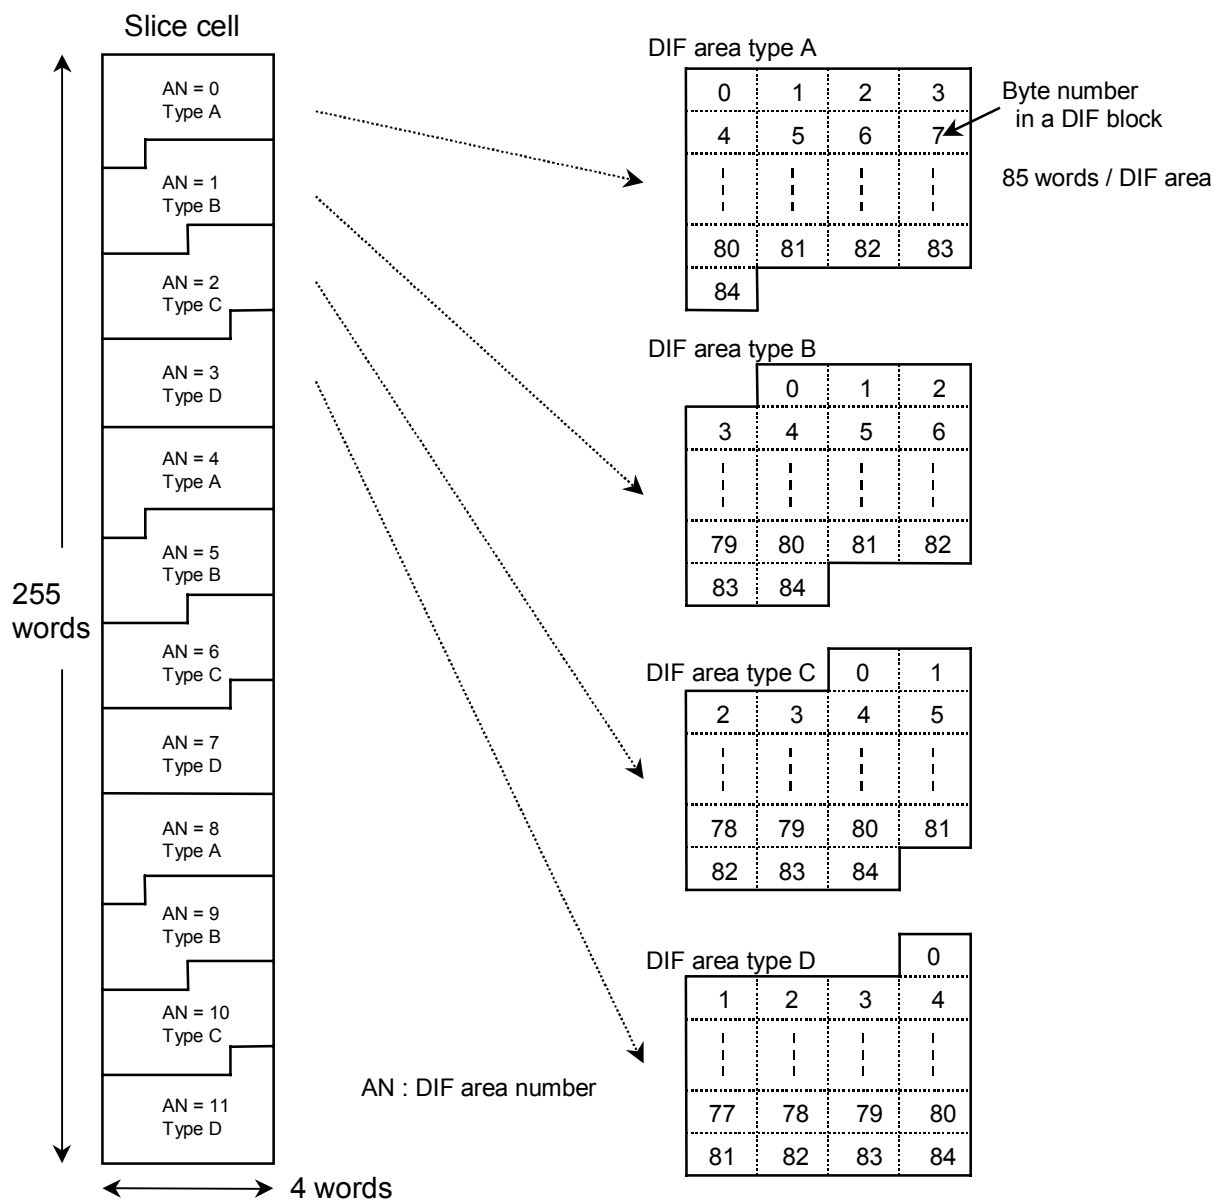 Slice cell
AN = 0
Type A
AN = 1
Type B
AN = 2
Type C
AN = 3
Type D
AN = 4
Type A
AN = 5
Type B
AN = 6
Type C
AN = 7
Type D
AN = 8
Type A
AN = 9
Type B
AN = 10
Type C
AN = 11
Type D
255
words
4 words
AN : DIF area number
DIF area type A
0 1 2 3
4 5 6 7
80 81 82 83
84
Byte number
in a DIF block
85 words / DIF area
DIF area type B
0 1 2
3 4 5 6
79 80 81 82
83 84
DIF area type C
0 1
2 3 4 5
78 79 80 81
82 83 84
DIF area type D
0
1 2 3 4
77 78 79 80
81 82 83 84